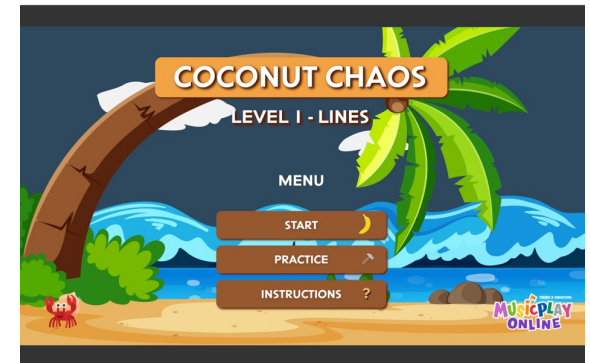 COCONUT CHAOS
LEVEL 1 - LINES
MENU
START
PRACTICE
INSTRUCTIONS ?
MUSICPLAY
ONLINE